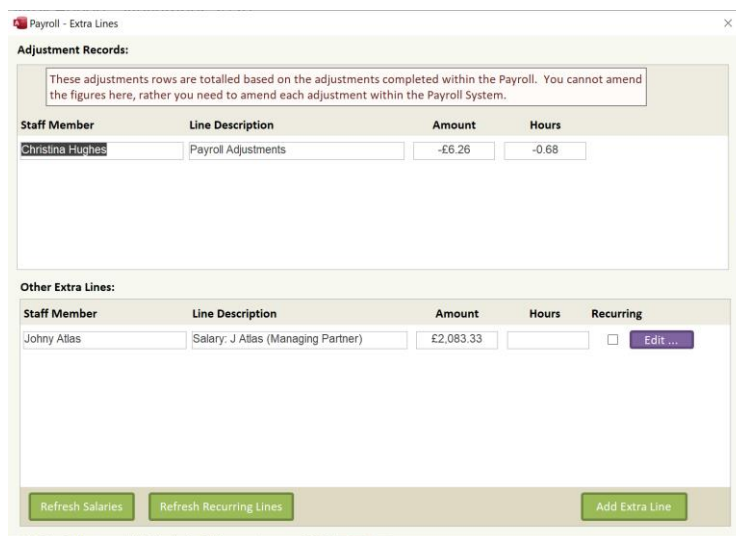 Payroll - Extra Lines
Adjustment Records:
These adjustments rows are totalled based on the adjustments completed within the Payroll. You cannot amend
the figures here, rather you need to amend each adjustment within the Payroll System.
Staff Member Line Description Amount Hours
Christina Hughes Payroll Adjustments -£6.26 -0.68
Other Extra Lines:
Staff Member Line Description Amount Hours Recurring
Johny Atlas Salary: J Atlas (Managing Partner) £2,083.33 Edit ...
Refresh Salaries Refresh Recurring Lines Add Extra Line